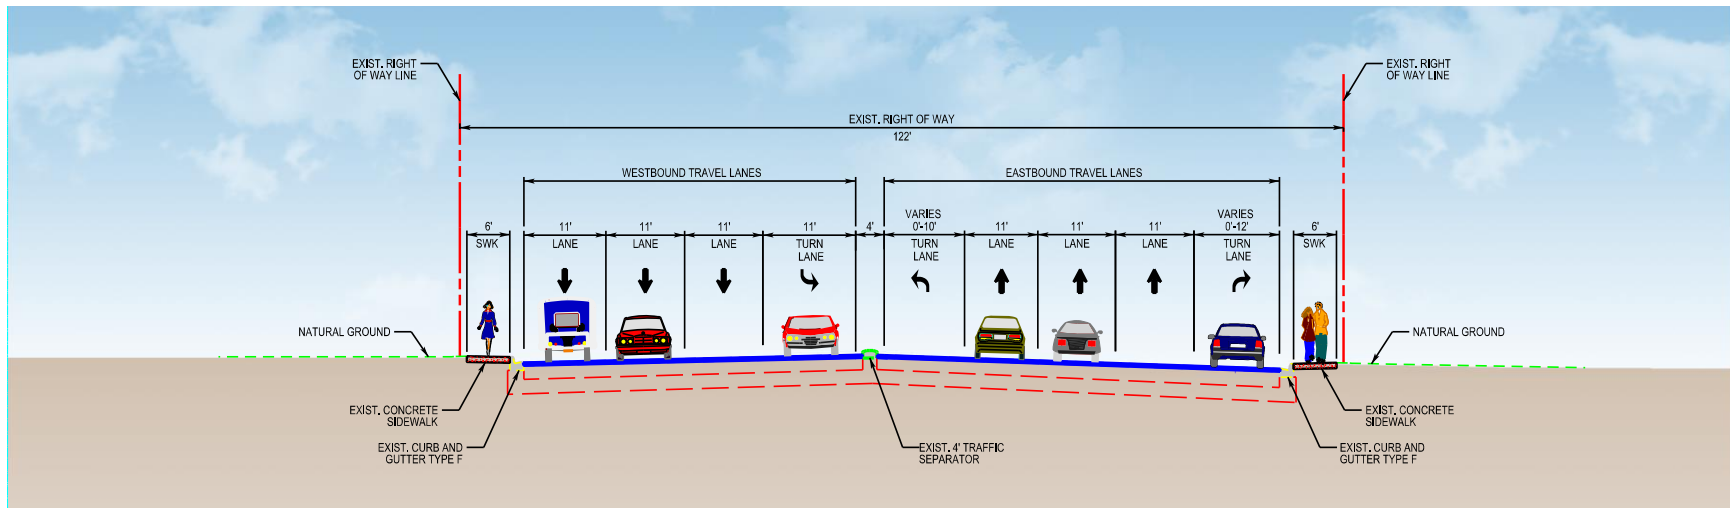 EXIST. RIGHT
OF WAY LINE
EXIST. RIGHT
OF WAY LINE
EXIST. RIGHT OF WAY
122'
WESTBOUND TRAVEL LANES
EASTBOUND TRAVEL LANES
6'
SWK
11'
LANE
11'
LANE
11'
LANE
11'
TURN
LANE
4'
VARIES
0'-10'
TURN
LANE
11'
LANE
11'
LANE
11'
LANE
VARIES
0'-12'
TURN
LANE
6'
SWK
NATURAL GROUND
NATURAL GROUND
EXIST. CONCRETE
SIDEWALK
EXIST. CURB AND
GUTTER TYPE F
EXIST. 4' TRAFFIC
SEPARATOR
EXIST. CONCRETE
SIDEWALK
EXIST. CURB AND
GUTTER TYPE F